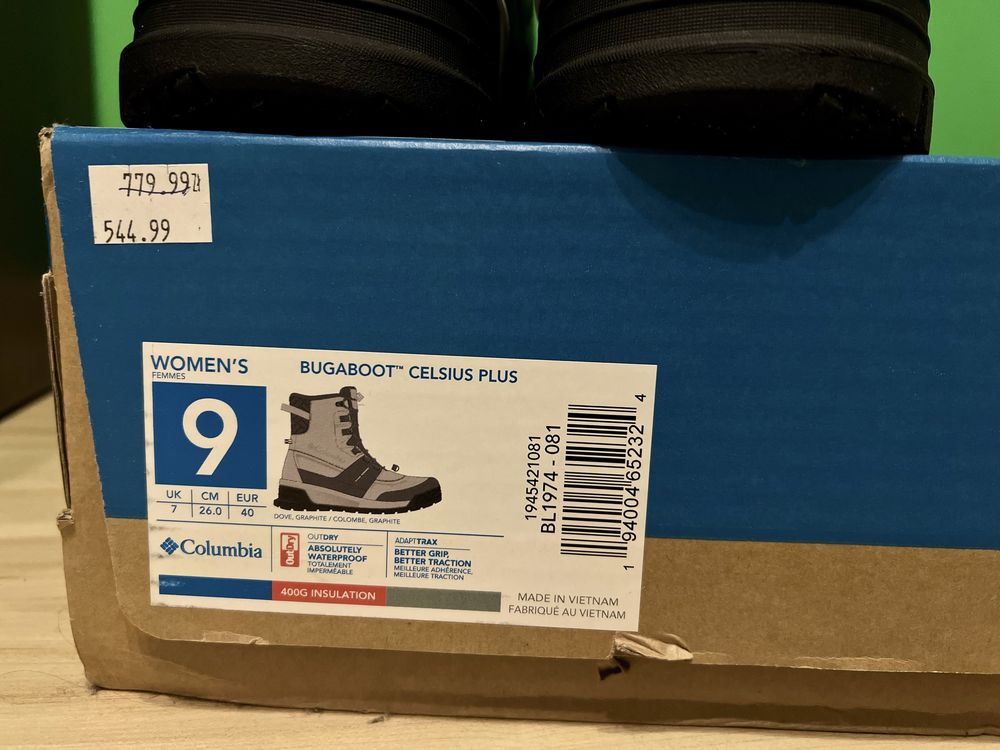 779.99zł
544.99
WOMEN'S
FEMMES
BUGABOOT™ CELSIUS PLUS
9
UK CM EUR
7 26.0 40
DOVE, GRAPHITE / COLOMBE, GRAPHITE
Columbia
OutDry
OUTDRY
ABSOLUTELY
WATERPROOF
TOTALEMENT
IMPERMÉABLE
ADAPTTRAX
BETTER GRIP,
BETTER TRACTION
MEILLEURE ADHÉRENCE,
MEILLEURE TRACTION
400G INSULATION
MADE IN VIETNAM
FABRIQUÉ AU VIETNAM
1945421081
BL1974 - 081
1 94004 65232 4